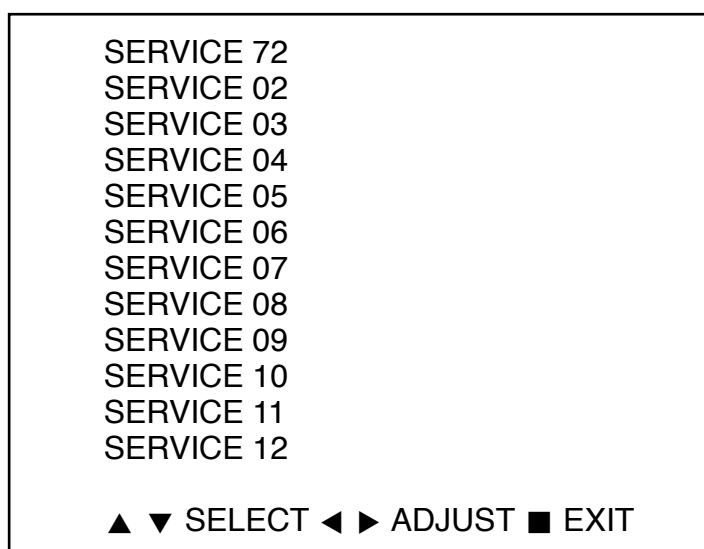 SERVICE 72
SERVICE 02
SERVICE 03
SERVICE 04
SERVICE 05
SERVICE 06
SERVICE 07
SERVICE 08
SERVICE 09
SERVICE 10
SERVICE 11
SERVICE 12
▲ ▼ SELECT ◀ ▶ ADJUST ■ EXIT